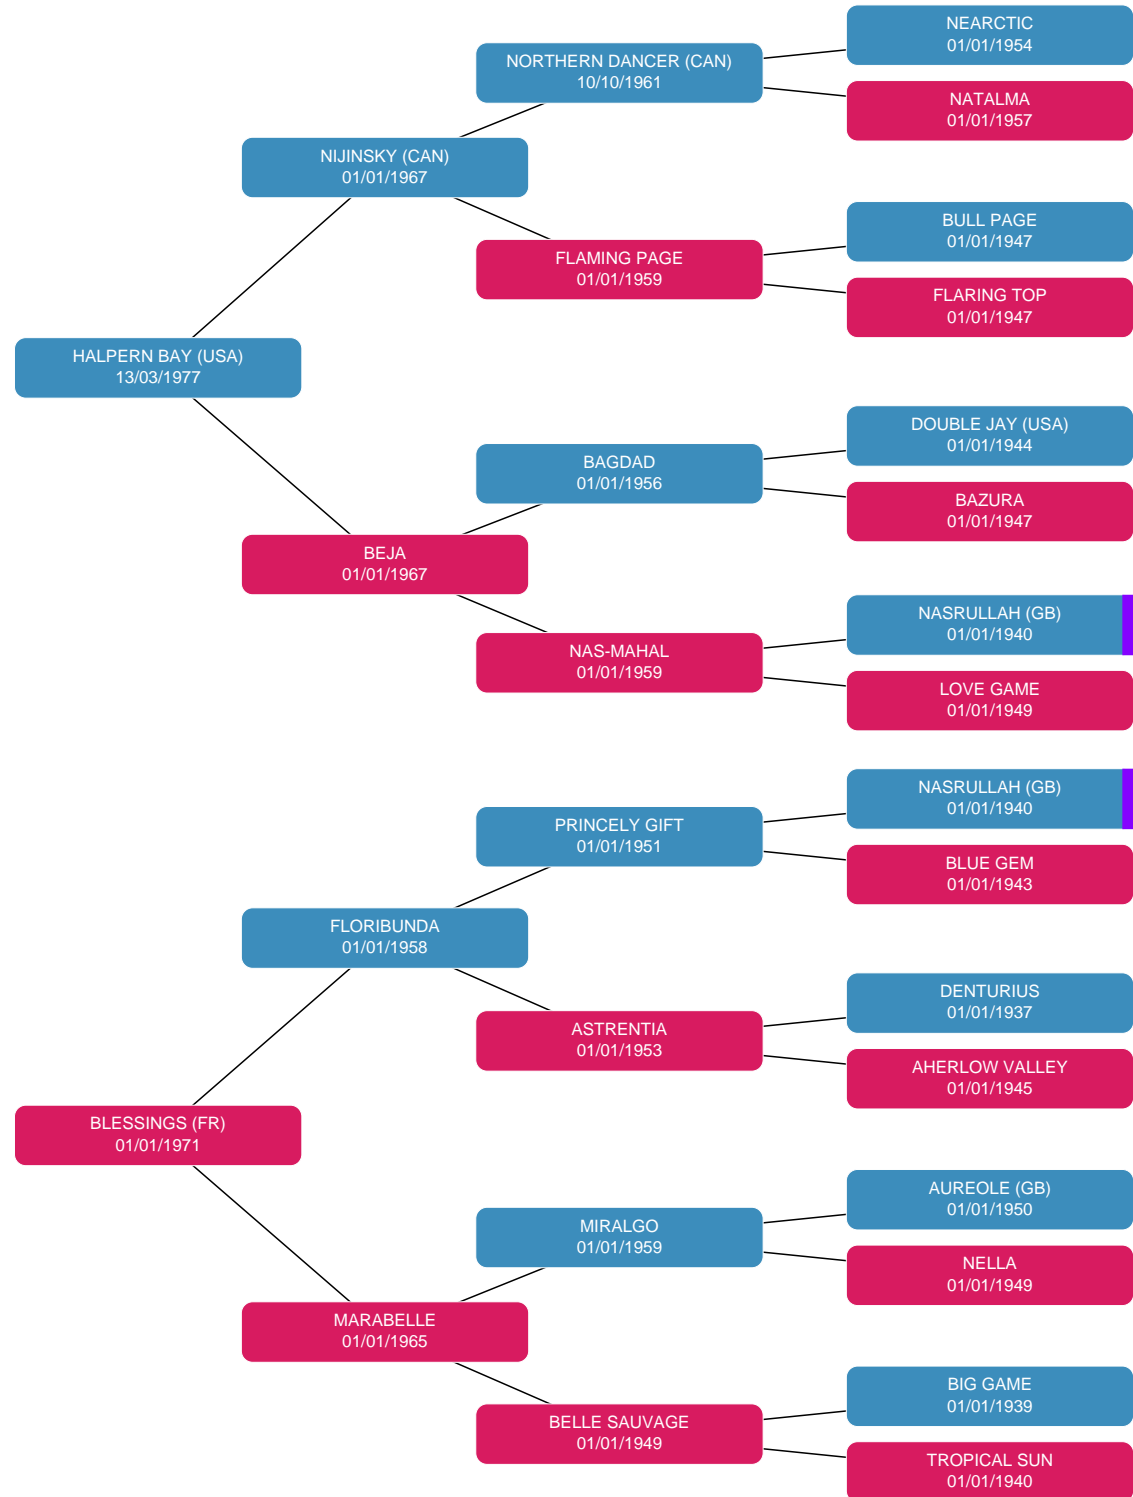 NEARCTIC
01/01/1954
NORTHERN DANCER (CAN)
10/10/1961
NATALMA
01/01/1957
NIJINSKY (CAN)
01/01/1967
BULL PAGE
01/01/1947
FLAMING PAGE
01/01/1959
FLARING TOP
01/01/1947
HALPERN BAY (USA)
13/03/1977
DOUBLE JAY (USA)
01/01/1944
BAGDAD
01/01/1956
BAZURA
01/01/1947
BEJA
01/01/1967
NASRULLAH (GB)
01/01/1940
NAS-MAHAL
01/01/1959
LOVE GAME
01/01/1949
NASRULLAH (GB)
01/01/1940
PRINCELY GIFT
01/01/1951
BLUE GEM
01/01/1943
FLORIBUNDA
01/01/1958
DENTURIUS
01/01/1937
ASTRENTIA
01/01/1953
AHERLOW VALLEY
01/01/1945
BLESSINGS (FR)
01/01/1971
AUREOLE (GB)
01/01/1950
MIRALGO
01/01/1959
NELLA
01/01/1949
MARABELLE
01/01/1965
BIG GAME
01/01/1939
BELLE SAUVAGE
01/01/1949
TROPICAL SUN
01/01/1940